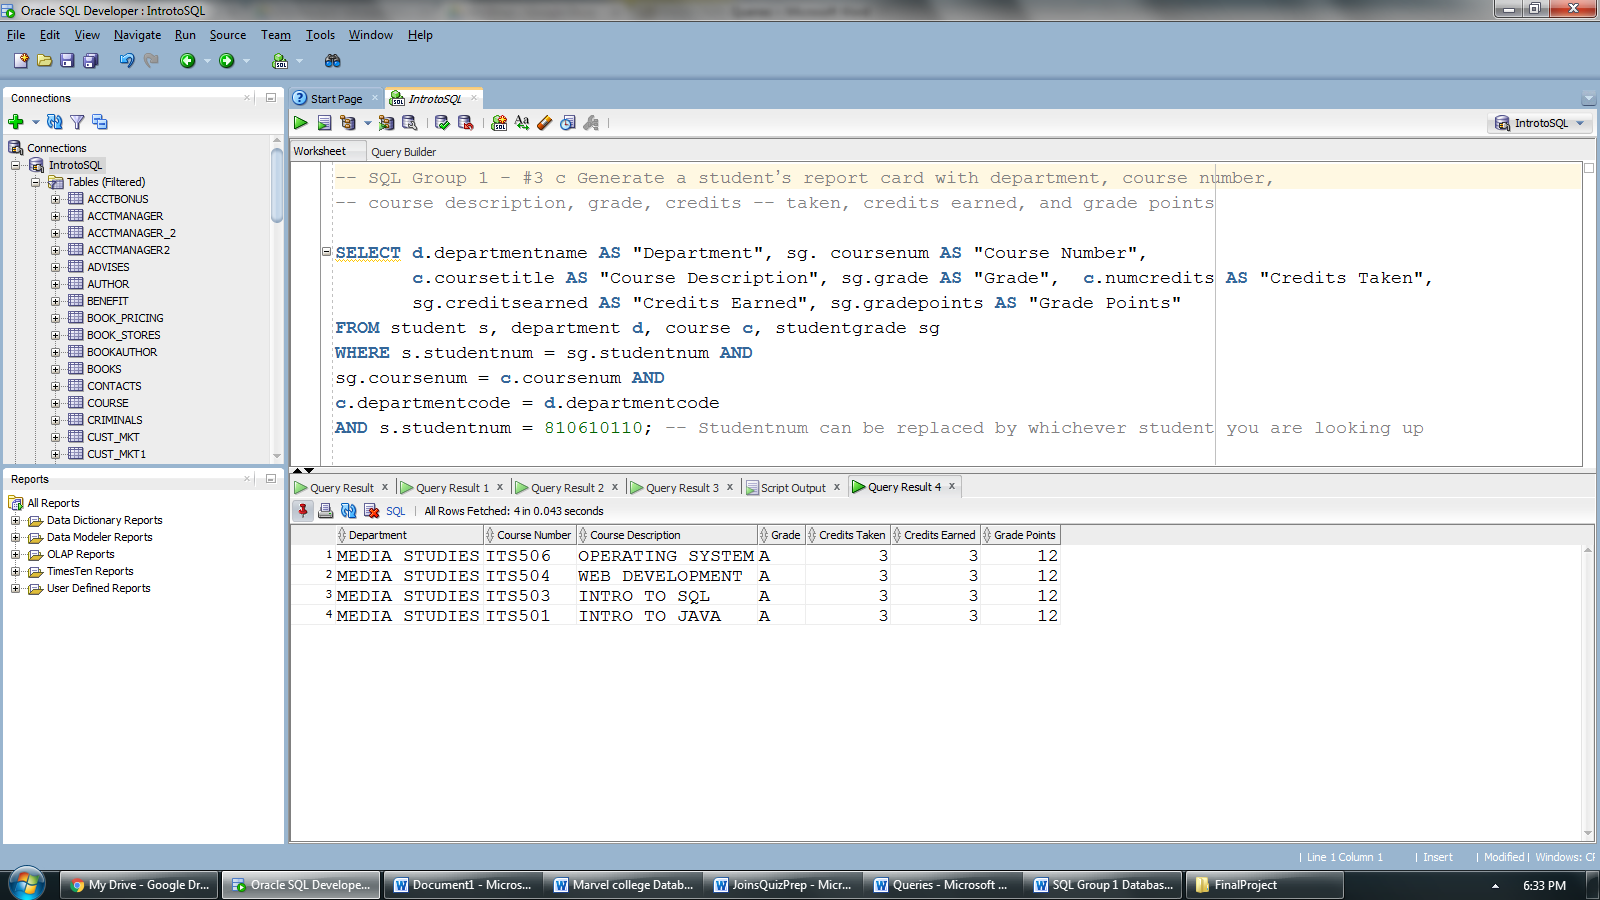 Oracle SQL Developer : IntrotoSQL
File Edit View Navigate Run Source Team Tools Window Help
Connections
Start Page
IntrotoSQL
IntrotoSQL
Connections
IntrotoSQL
Tables (Filtered)
ACCTBONUS
ACCTMANAGER
ACCTMANAGER_2
ACCTMANAGER2
ADVISES
AUTHOR
BENEFIT
BOOK_PRICING
BOOK_STORES
BOOKAUTHOR
BOOKS
CONTACTS
COURSE
CRIMINALS
CUST_MKT
CUST_MKT1
Worksheet Query Builder
-- SQL Group 1 - #3 c Generate a student's report card with department, course number,
-- course description, grade, credits -- taken, credits earned, and grade points
SELECT d.departmentname AS "Department", sg. coursenum AS "Course Number",
c.coursetitle AS "Course Description", sg.grade AS "Grade", c.numcredits AS "Credits Taken",
sg.creditsearned AS "Credits Earned", sg.gradepoints AS "Grade Points"
FROM student s, department d, course c, studentgrade sg
WHERE s.studentnum = sg.studentnum AND
sg.coursenum = c.coursenum AND
c.departmentcode = d.departmentcode
AND s.studentnum = 810610110; -- Studentnum can be replaced by whichever student you are looking up
Reports
All Reports
Data Dictionary Reports
Data Modeler Reports
OLAP Reports
TimesTen Reports
User Defined Reports
Query Result x Query Result 1 x Query Result 2 x Query Result 3 x Script Output x Query Result 4 x
SQL | All Rows Fetched: 4 in 0.043 seconds
Department Course Number Course Description Grade Credits Taken Credits Earned Grade Points
1 MEDIA STUDIES ITS506 OPERATING SYSTEM A 3 3 12
2 MEDIA STUDIES ITS504 WEB DEVELOPMENT A 3 3 12
3 MEDIA STUDIES ITS503 INTRO TO SQL A 3 3 12
4 MEDIA STUDIES ITS501 INTRO TO JAVA A 3 3 12
| Line 1 Column 1 | Insert | Modified | Windows: CF
My Drive - Google Dr... Oracle SQL Develope... Document1 - Micros... Marvel college Datab... JoinsQuizPrep - Micr... Queries - Microsoft ... SQL Group 1 Databas... FinalProject 6:33 PM